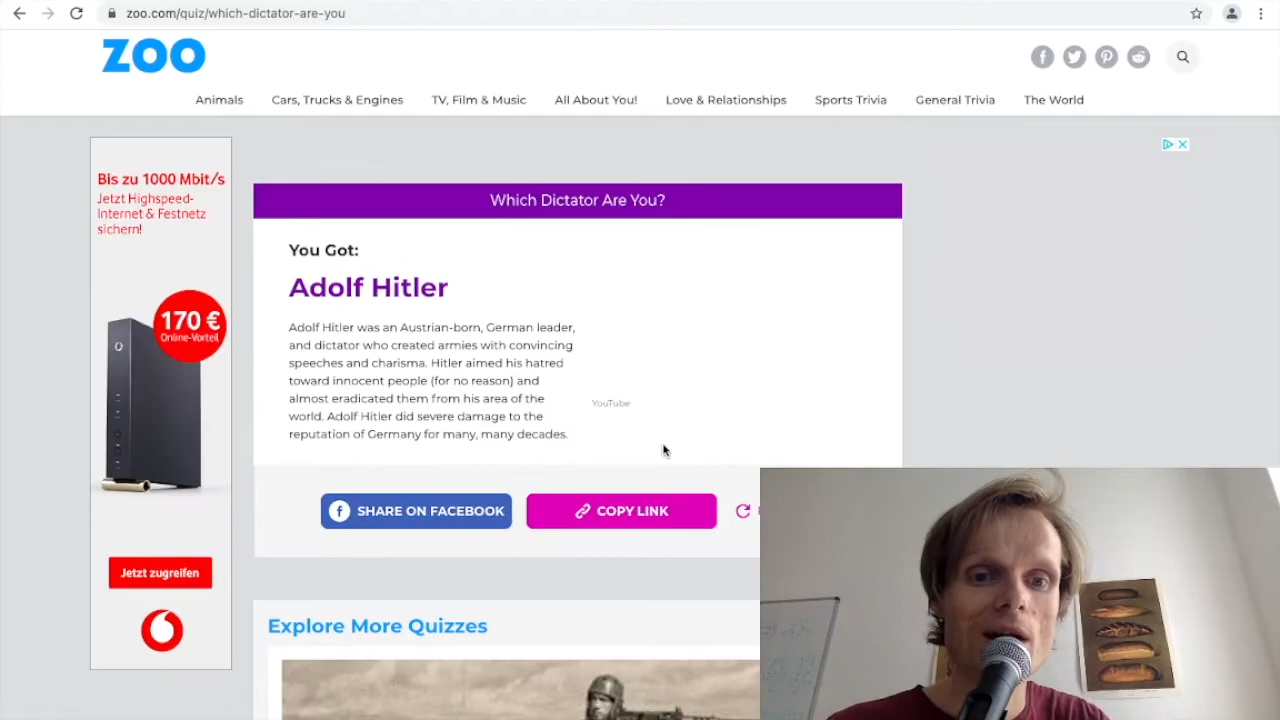 zoo.com/quiz/which-dictator-are-you
ZOO
Animals
Cars, Trucks & Engines
TV, Film & Music
All About You!
Love & Relationships
Sports Trivia
General Trivia
The World
Bis zu 1000 Mbit/s
Jetzt Highspeed-
Internet & Festnetz
sichern!
170 €
Online-Vorteil
Jetzt zugreifen
Which Dictator Are You?
You Got:
Adolf Hitler
Adolf Hitler was an Austrian-born, German leader,
and dictator who created armies with convincing
speeches and charisma. Hitler aimed his hatred
toward innocent people (for no reason) and
almost eradicated them from his area of the
world. Adolf Hitler did severe damage to the
reputation of Germany for many, many decades.
YouTube
SHARE ON FACEBOOK
COPY LINK
Explore More Quizzes